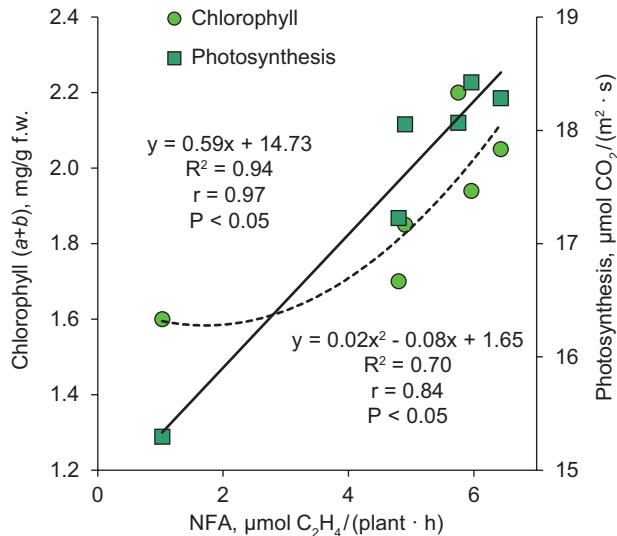 Chlorophyll
Photosynthesis
Chlorophyll (a+b), mg/g f.w.
2.4
2.2
2.0
1.8
1.6
1.4
1.2
y = 0.59x + 14.73
R² = 0.94
r = 0.97
P < 0.05
y = 0.02x² - 0.08x + 1.65
R² = 0.70
r = 0.84
P < 0.05
19
18
17
16
15
Photosynthesis, μmol CO₂/(m² · s)
0 2 4 6
NFA, μmol C₂H₄/(plant · h)